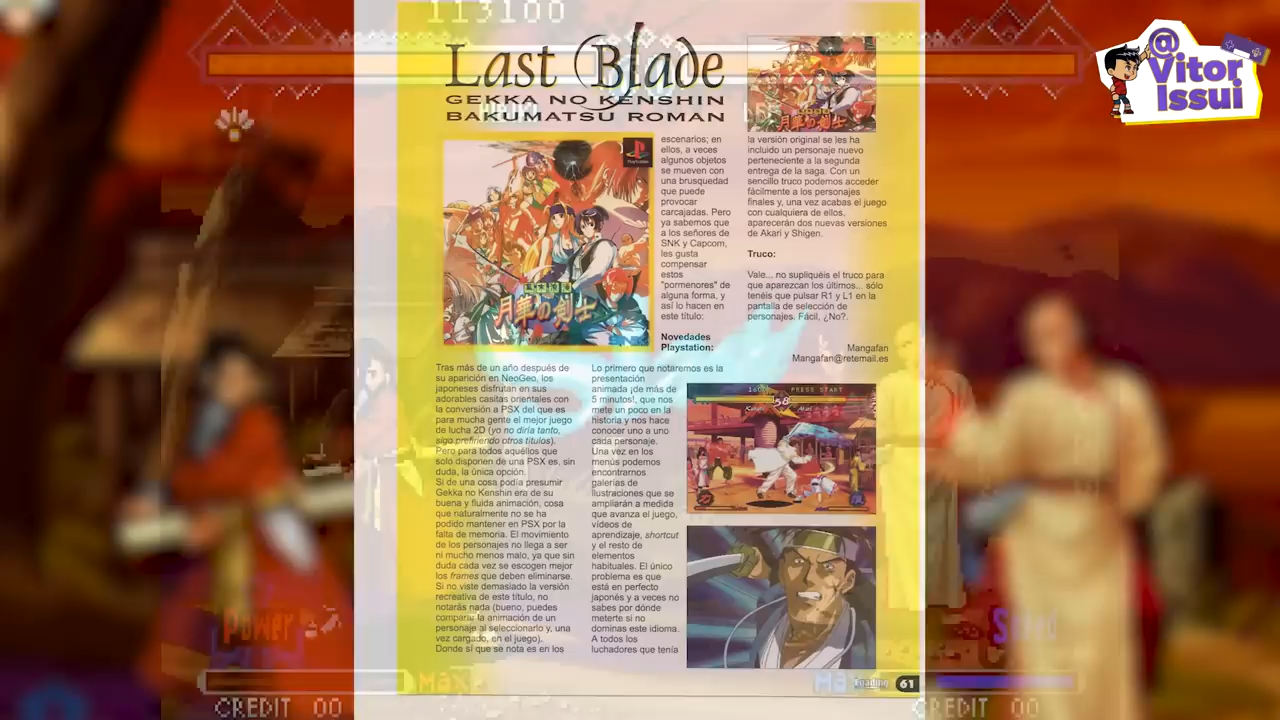 113100
@
Vitor
Issui
Last Blade
GEKKA NO KENSHIN
BAKUMATSU ROMAN
PlayStation
月華の剣士
月華の剣士
escenarios; en
ellos, a veces
algunos objetos
se mueven con
una brusquedad
que puede
provocar
carcajadas. Pero
ya sabemos que
a los señores de
SNK y Capcom,
les gusta
compensar
estos
"pormenores" de
alguna forma, y
así lo hacen en
este título:
Novedades
Playstation:
la versión original se les ha
incluido un personaje nuevo
perteneciente a la segunda
entrega de la saga. Con un
sencillo truco podemos acceder
fácilmente a los personajes
finales y, una vez acabas el juego
con cualquiera de ellos,
aparecerán dos nuevas versiones
de Akari y Shigen.
Truco:
Vale... no supliquéis el truco para
que aparezcan los últimos... sólo
tenéis que pulsar R1 y L1 en la
pantalla de selección de
personajes. Fácil, ¿No?.
Mangafan
Mangafan@retemail.es
Tras más de un año después de
su aparición en NeoGeo, los
japoneses disfrutan en sus
adorables casitas orientales con
la conversión a PSX del que es
para mucha gente el mejor juego
de lucha 2D (yo no diría tanto,
sigo prefiriendo otros títulos).
Pero para todos aquéllos que
solo disponen de una PSX es, sin
duda, la única opción.
Si de una cosa podía presumir
Gekka no Kenshin era de su
buena y fluida animación, cosa
que naturalmente no se ha
podido mantener en PSX por la
falta de memoria. El movimiento
de los personajes no llega a ser
ni mucho menos malo, ya que sin
duda cada vez se escogen mejor
los frames que deben eliminarse.
Si no viste demasiado la versión
recreativa de este título, no
notarás nada (bueno, puedes
comparar la animación de un
personaje al seleccionarlo y, una
vez cargado, en el juego).
Donde sí que se nota es en los
Lo primero que notaremos es la
presentación
animada ¡de más de
5 minutos!, que nos
mete un poco en la
historia y nos hace
conocer uno a uno
cada personaje.
Una vez en los
menús podemos
encontrarnos
galerías de
ilustraciones que se
ampliarán a medida
que avanza el juego,
vídeos de
aprendizaje, shortcut
y el resto de
elementos
habituales. El único
problema es que
está en perfecto
japonés y a veces no
sabes por dónde
meterte si no
dominas este idioma.
A todos los
luchadores que tenía
PRESS START
58
Power
Max
Loading
61
CREDIT 00
CREDIT 00